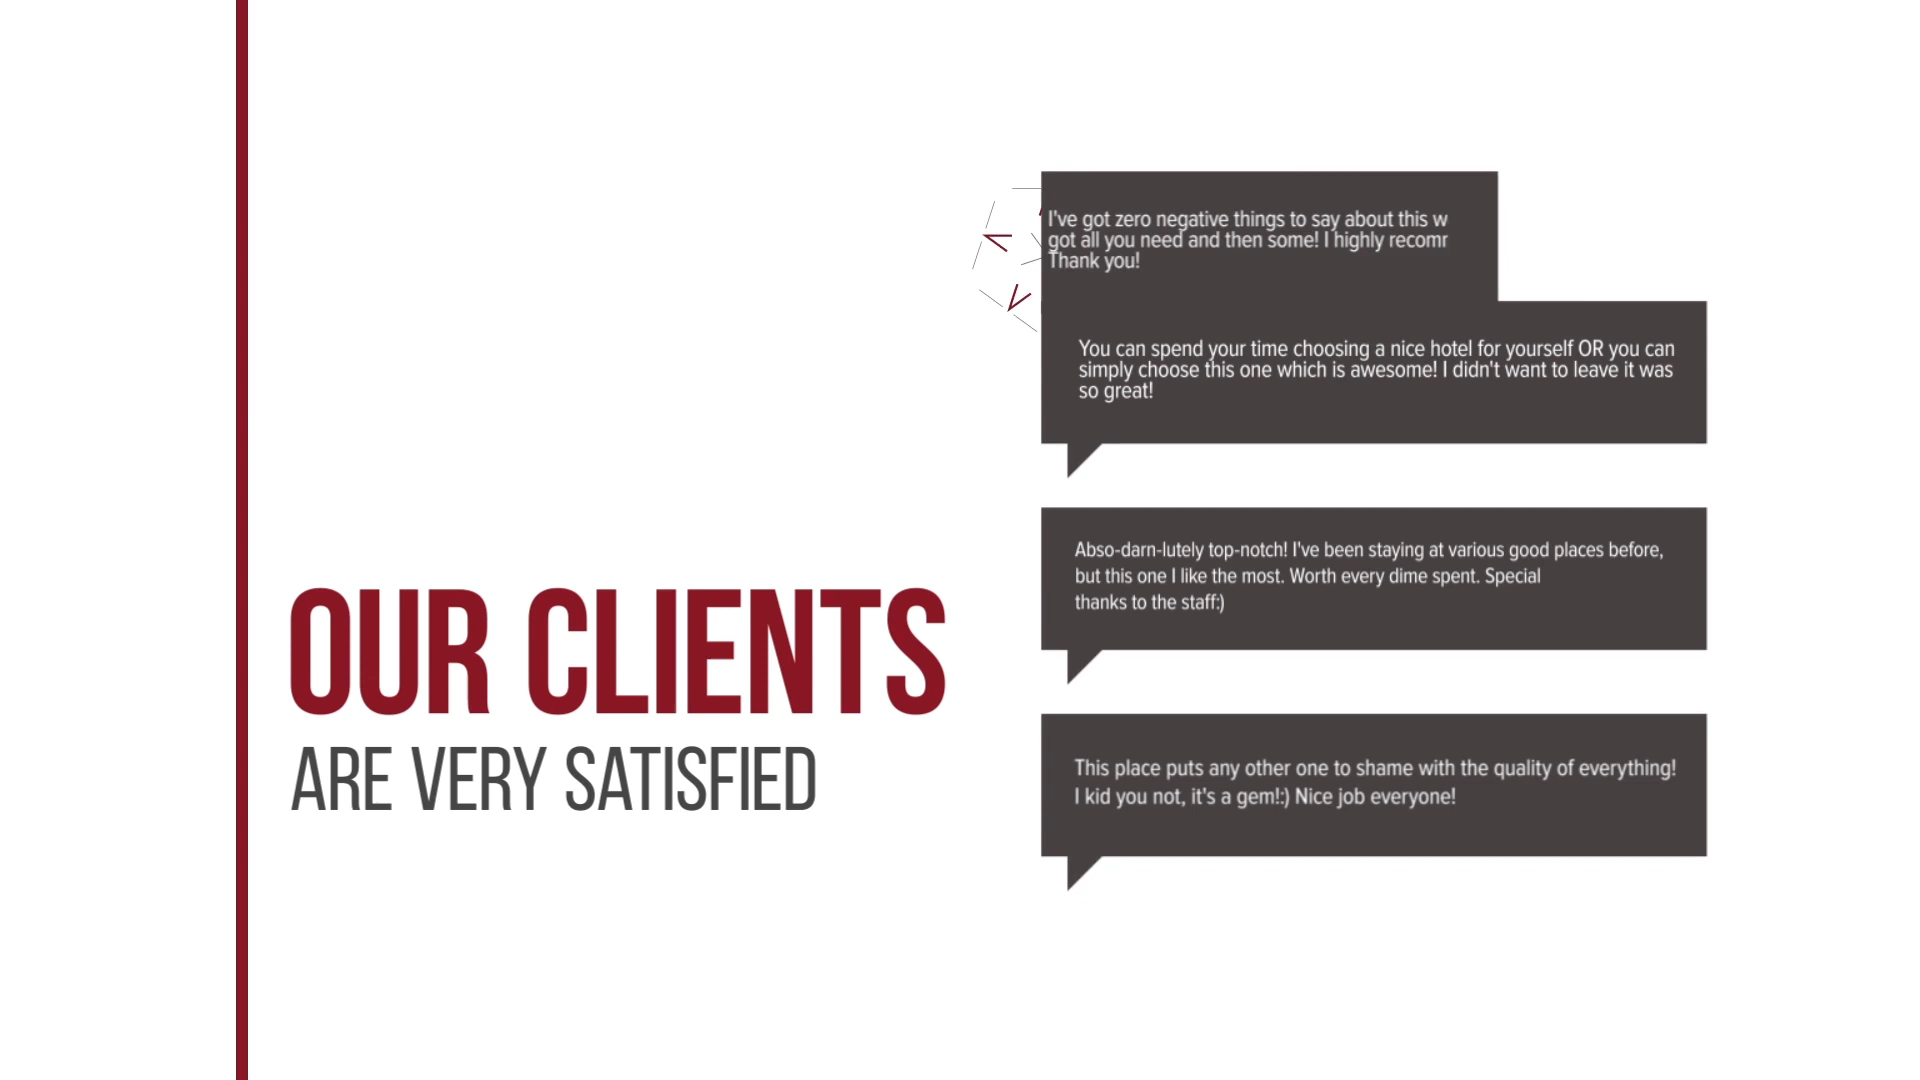 OUR CLIENTS
ARE VERY SATISFIED
I've got zero negative things to say about this w
got all you need and then some! I highly recomr
Thank you!
You can spend your time choosing a nice hotel for yourself OR you can
simply choose this one which is awesome! I didn't want to leave it was
so great!
Abso-darn-lutely top-notch! I've been staying at various good places before,
but this one I like the most. Worth every dime spent. Special
thanks to the staff:)
This place puts any other one to shame with the quality of everything!
I kid you not, it's a gem!:) Nice job everyone!